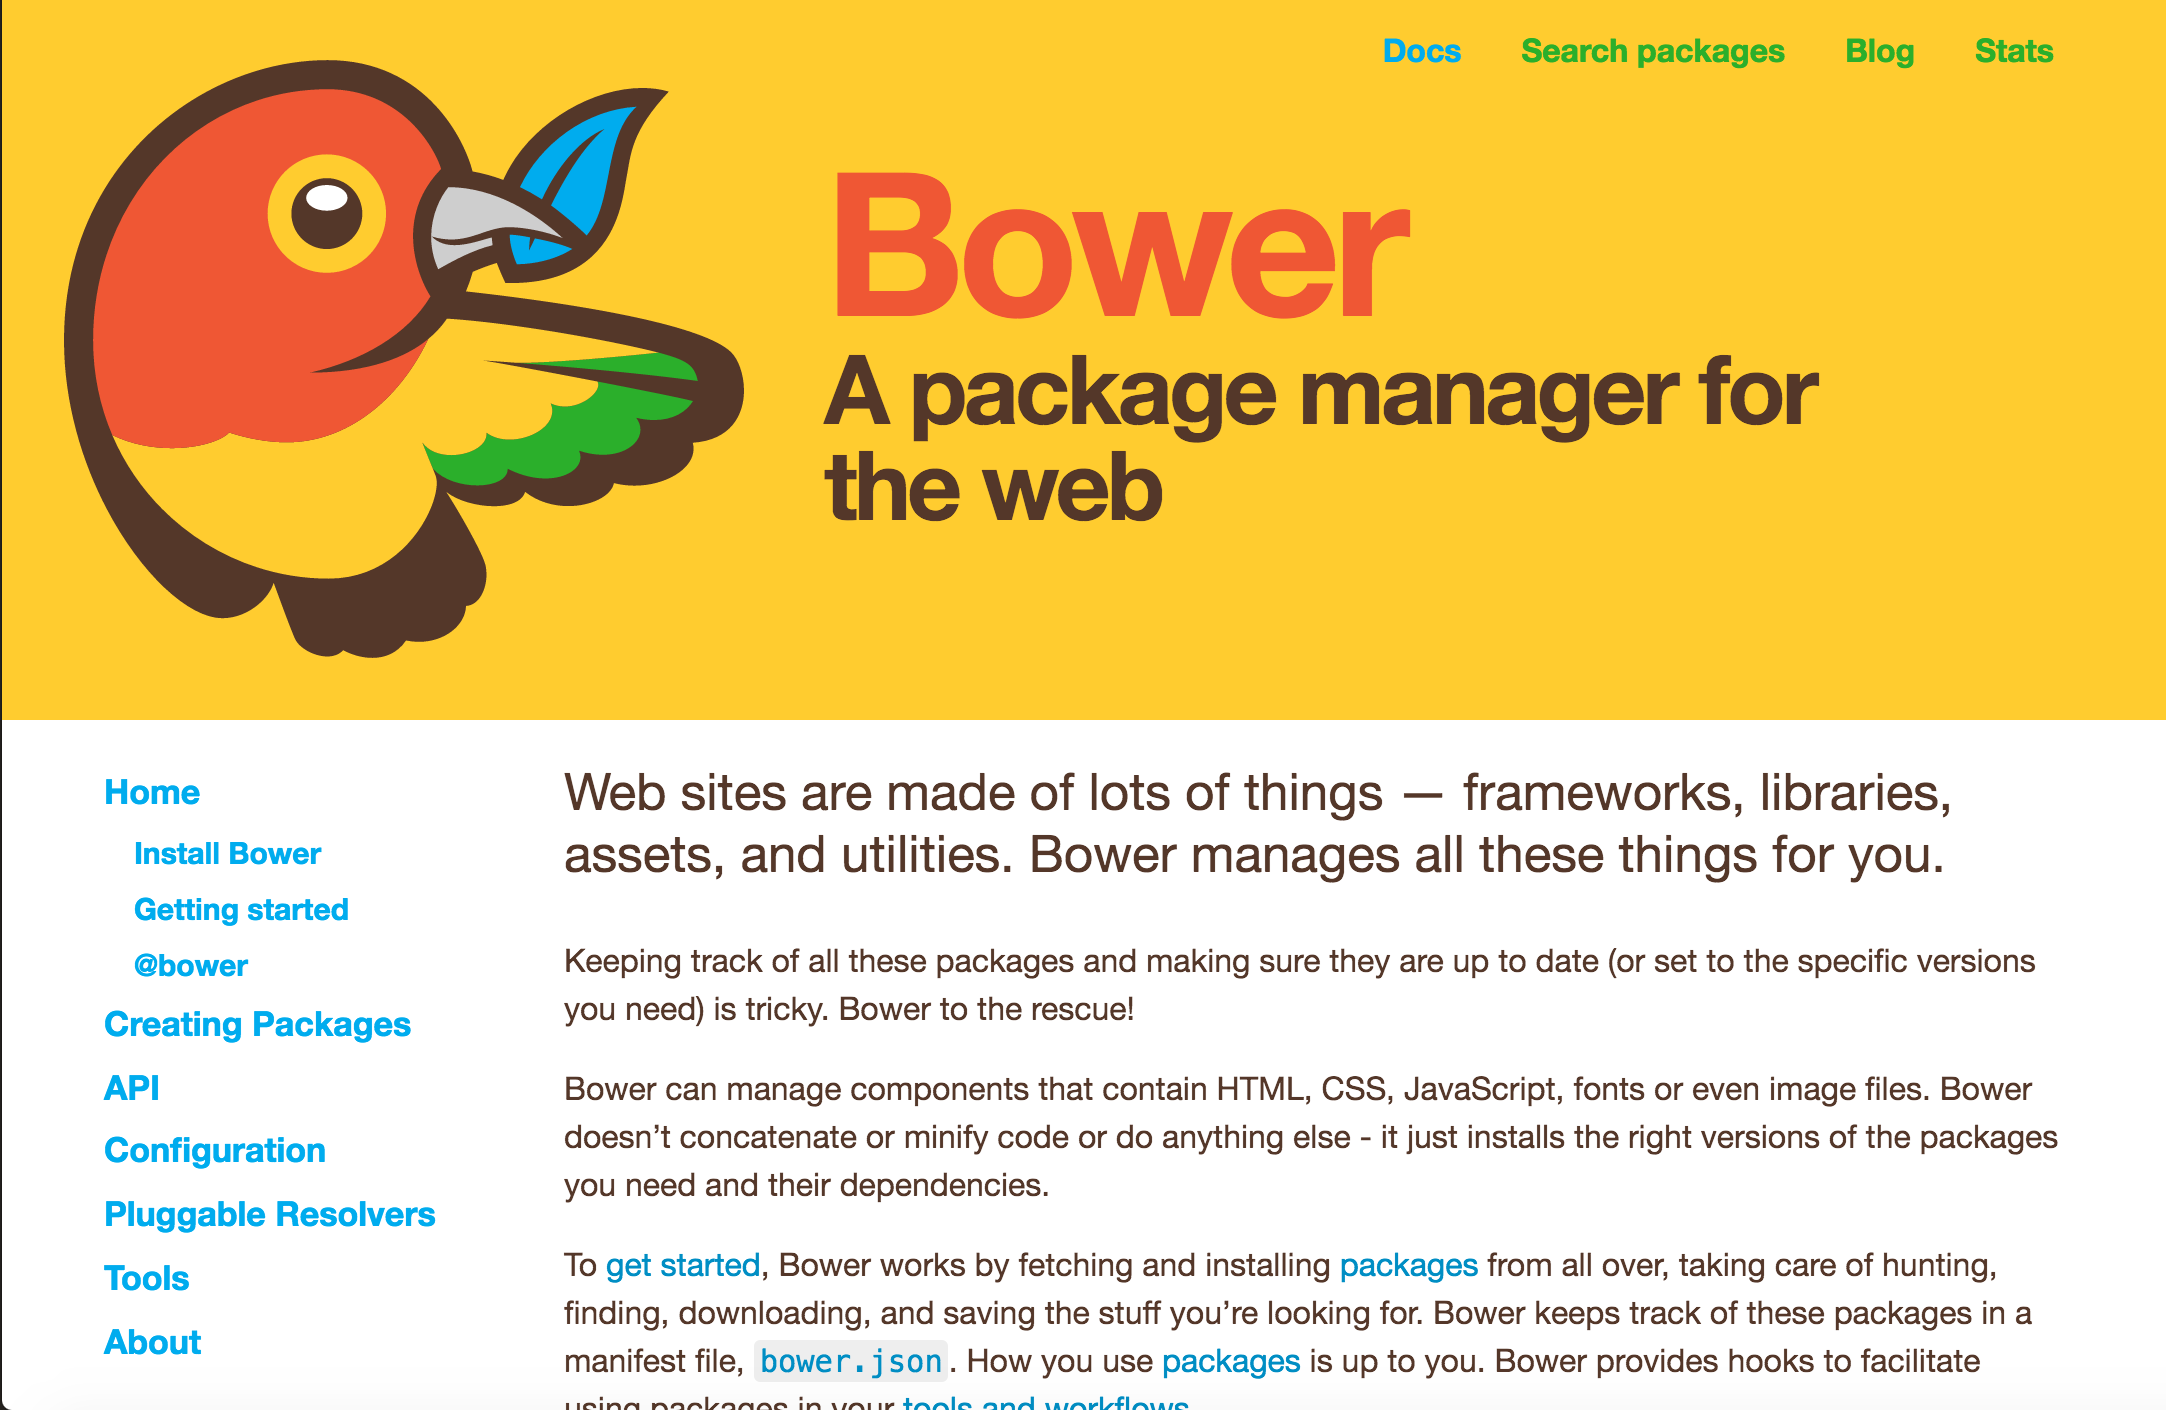 Docs Search packages Blog Stats
Bower
A package manager for
the web
Home
Install Bower
Getting started
@bower
Creating Packages
API
Configuration
Pluggable Resolvers
Tools
About
Web sites are made of lots of things — frameworks, libraries,
assets, and utilities. Bower manages all these things for you.
Keeping track of all these packages and making sure they are up to date (or set to the specific versions
you need) is tricky. Bower to the rescue!
Bower can manage components that contain HTML, CSS, JavaScript, fonts or even image files. Bower
doesn’t concatenate or minify code or do anything else - it just installs the right versions of the packages
you need and their dependencies.
To get started, Bower works by fetching and installing packages from all over, taking care of hunting,
finding, downloading, and saving the stuff you’re looking for. Bower keeps track of these packages in a
manifest file, bower.json. How you use packages is up to you. Bower provides hooks to facilitate
using packages in your tools and workflows